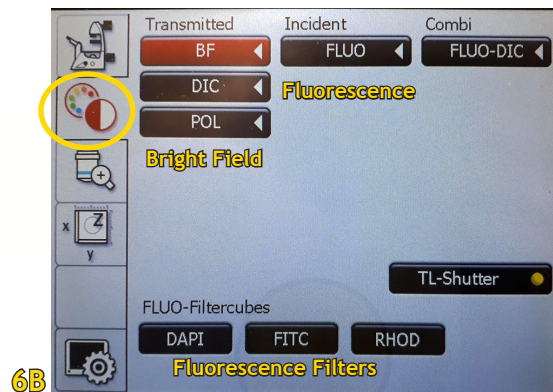 Transmitted Incident Combi
BF FLUO FLUO-DIC
DIC Fluorescence
POL
Bright Field
x Z
y
TL-Shutter
FLUO-Filtercubes
DAPI FITC RHOD
Fluorescence Filters
6B